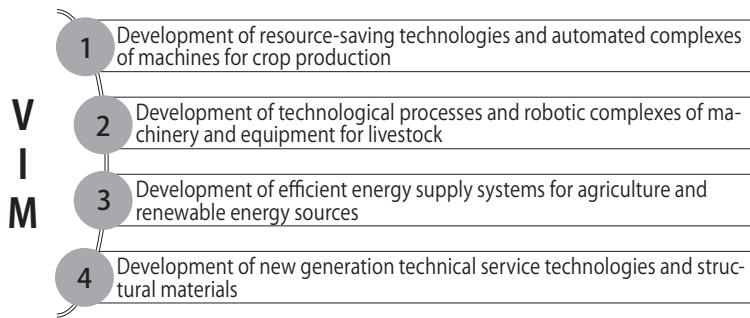 V
I
M
1
Development of resource-saving technologies and automated complexes
of machines for crop production
2
Development of technological processes and robotic complexes of ma-
chinery and equipment for livestock
3
Development of efficient energy supply systems for agriculture and
renewable energy sources
4
Development of new generation technical service technologies and struc-
tural materials